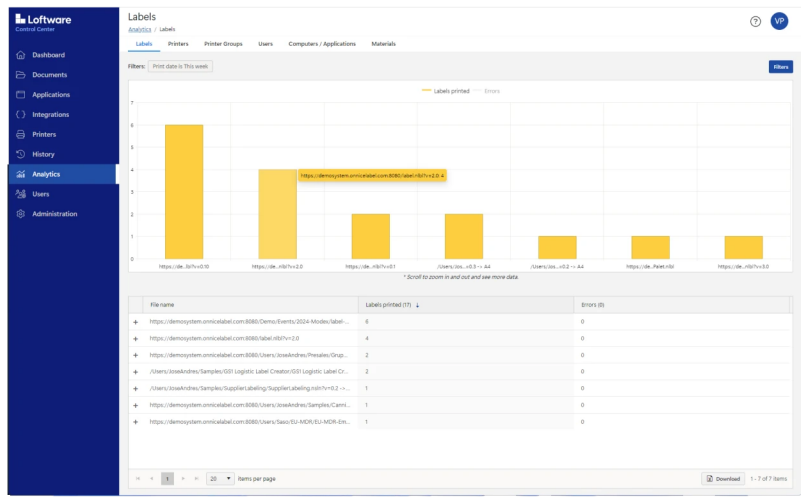 Loftware
Control Center
Dashboard
Documents
Applications
Integrations
Printers
History
Analytics
Users
Administration
Labels
Analytics / Labels
VP
Labels Printers Printer Groups Users Computers / Applications Materials
Filters: Print date is This week
Filters
Labels printed Errors
7
6
5
4
3
2
1
0
https://demosystem.onnicelabel.com:8080/label.nlbl?v=2.0 4
https://de...lbl?v=0.10 https://de...nlbl?v=2.0 https://de...nlbl?v=0.1 /Users/Jos...=0.3 -> A4 /Users/Jos...=0.2 -> A4 https://de...Palet.nlbl https://de...nlbl?v=3.0
* Scroll to zoom in and out and see more data.
File name Labels printed (17) ↓ Errors (0)
+ https://demosystem.onnicelabel.com:8080/Demo/Events/2024-Modex/label-... 6 0
+ https://demosystem.onnicelabel.com:8080/label.nlbl?v=2.0 4 0
+ https://demosystem.onnicelabel.com:8080/Users/JoseAndres/Presales/Grup... 2 0
+ /Users/JoseAndres/Samples/GS1 Logistic Label Creator/GS1 Logistic Label Cr... 2 0
+ /Users/JoseAndres/Samples/SupplierLabeling/SupplierLabeling.nsln?v=0.2 ->... 1 0
+ https://demosystem.onnicelabel.com:8080/Users/JoseAndres/Samples/Canni... 1 0
+ https://demosystem.onnicelabel.com:8080/Users/Saso/EU-MDR/EU-MDR-Em... 1 0
1 20 items per page
Download 1 - 7 of 7 items